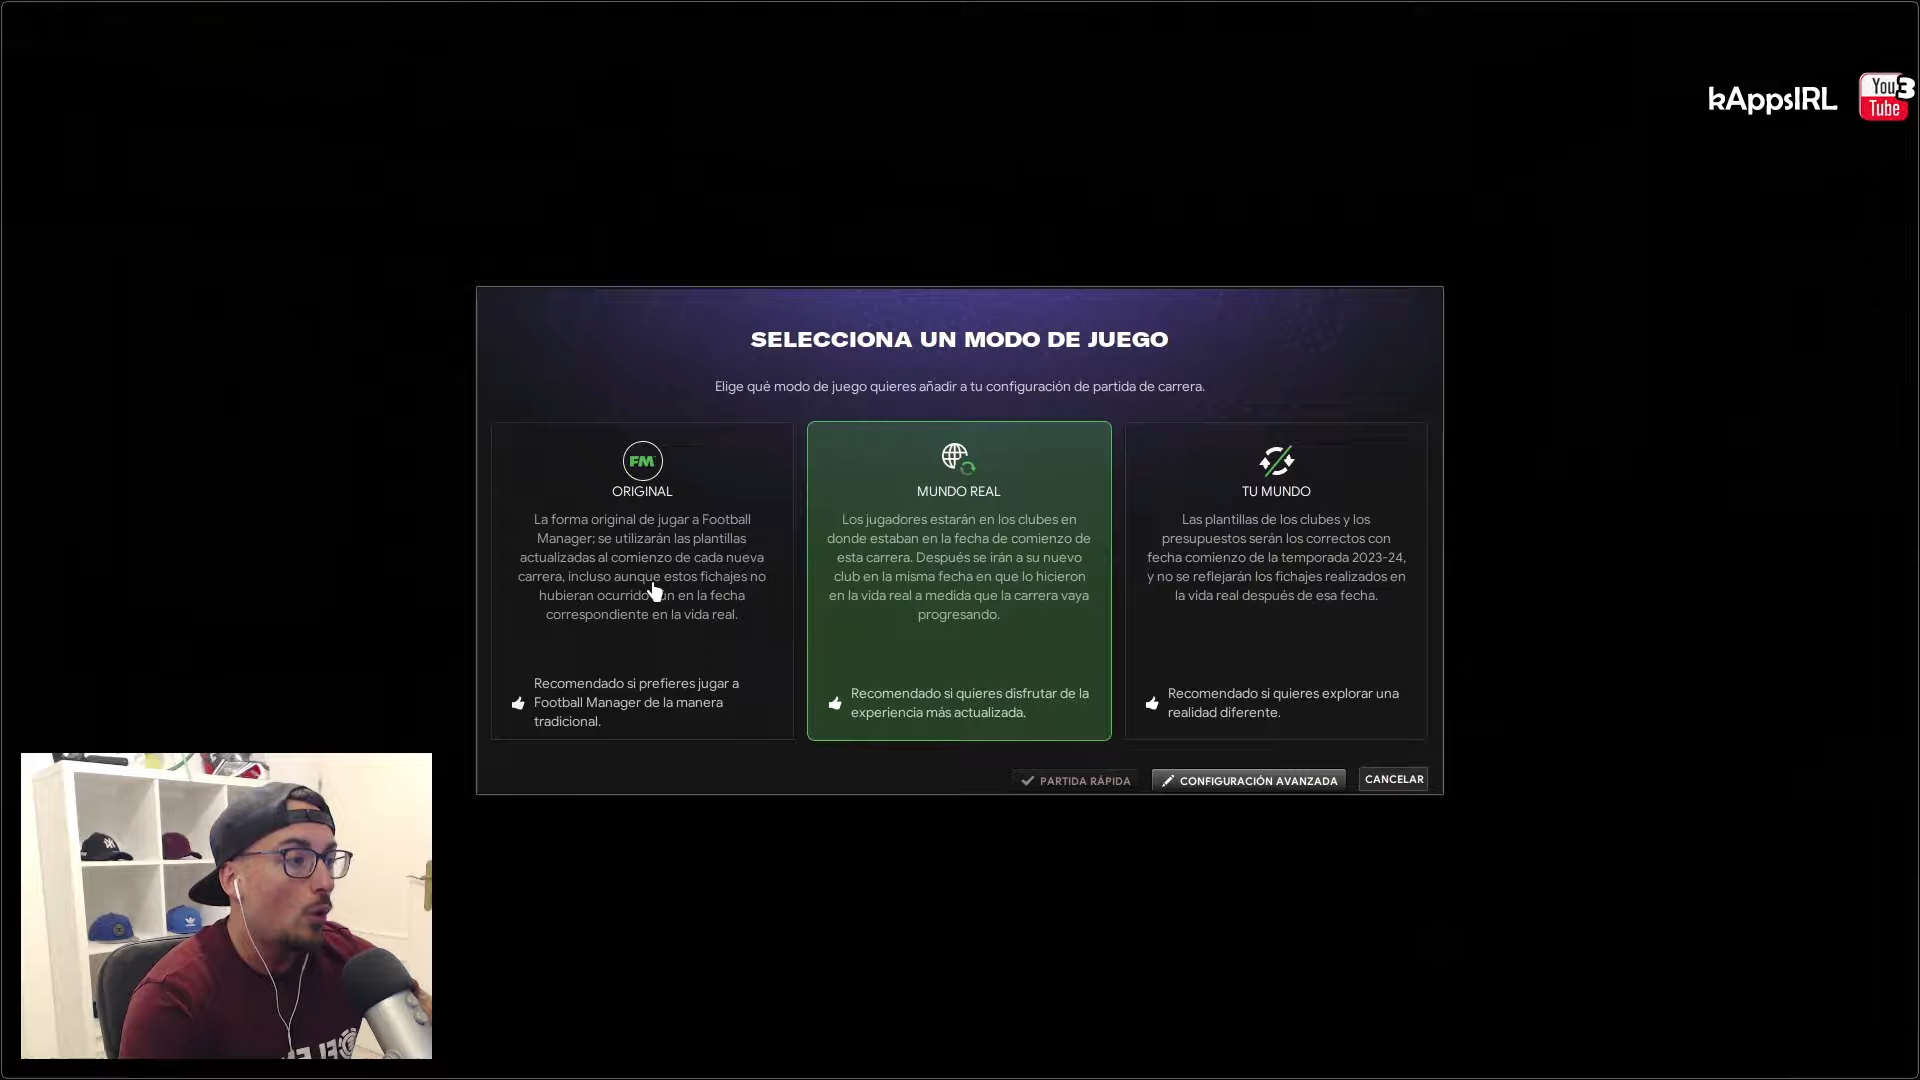 kAppsIRL
You
Tube
3
SELECCIONA UN MODO DE JUEGO
Elige qué modo de juego quieres añadir a tu configuración de partida de carrera.
FM
ORIGINAL
La forma original de jugar a Football
Manager; se utilizarán las plantillas
actualizadas al comienzo de cada nueva
carrera, incluso aunque estos fichajes no
hubieran ocurrido ún en la fecha
correspondiente en la vida real.
Recomendado si prefieres jugar a
Football Manager de la manera
tradicional.
MUNDO REAL
Los jugadores estarán en los clubes en
donde estaban en la fecha de comienzo de
esta carrera. Después se irán a su nuevo
club en la misma fecha en que lo hicieron
en la vida real a medida que la carrera vaya
progresando.
Recomendado si quieres disfrutar de la
experiencia más actualizada.
TU MUNDO
Las plantillas de los clubes y los
presupuestos serán los correctos con
fecha comienzo de la temporada 2023-24,
y no se reflejarán los fichajes realizados en
la vida real después de esa fecha.
Recomendado si quieres explorar una
realidad diferente.
PARTIDA RÁPIDA
CONFIGURACIÓN AVANZADA
CANCELAR